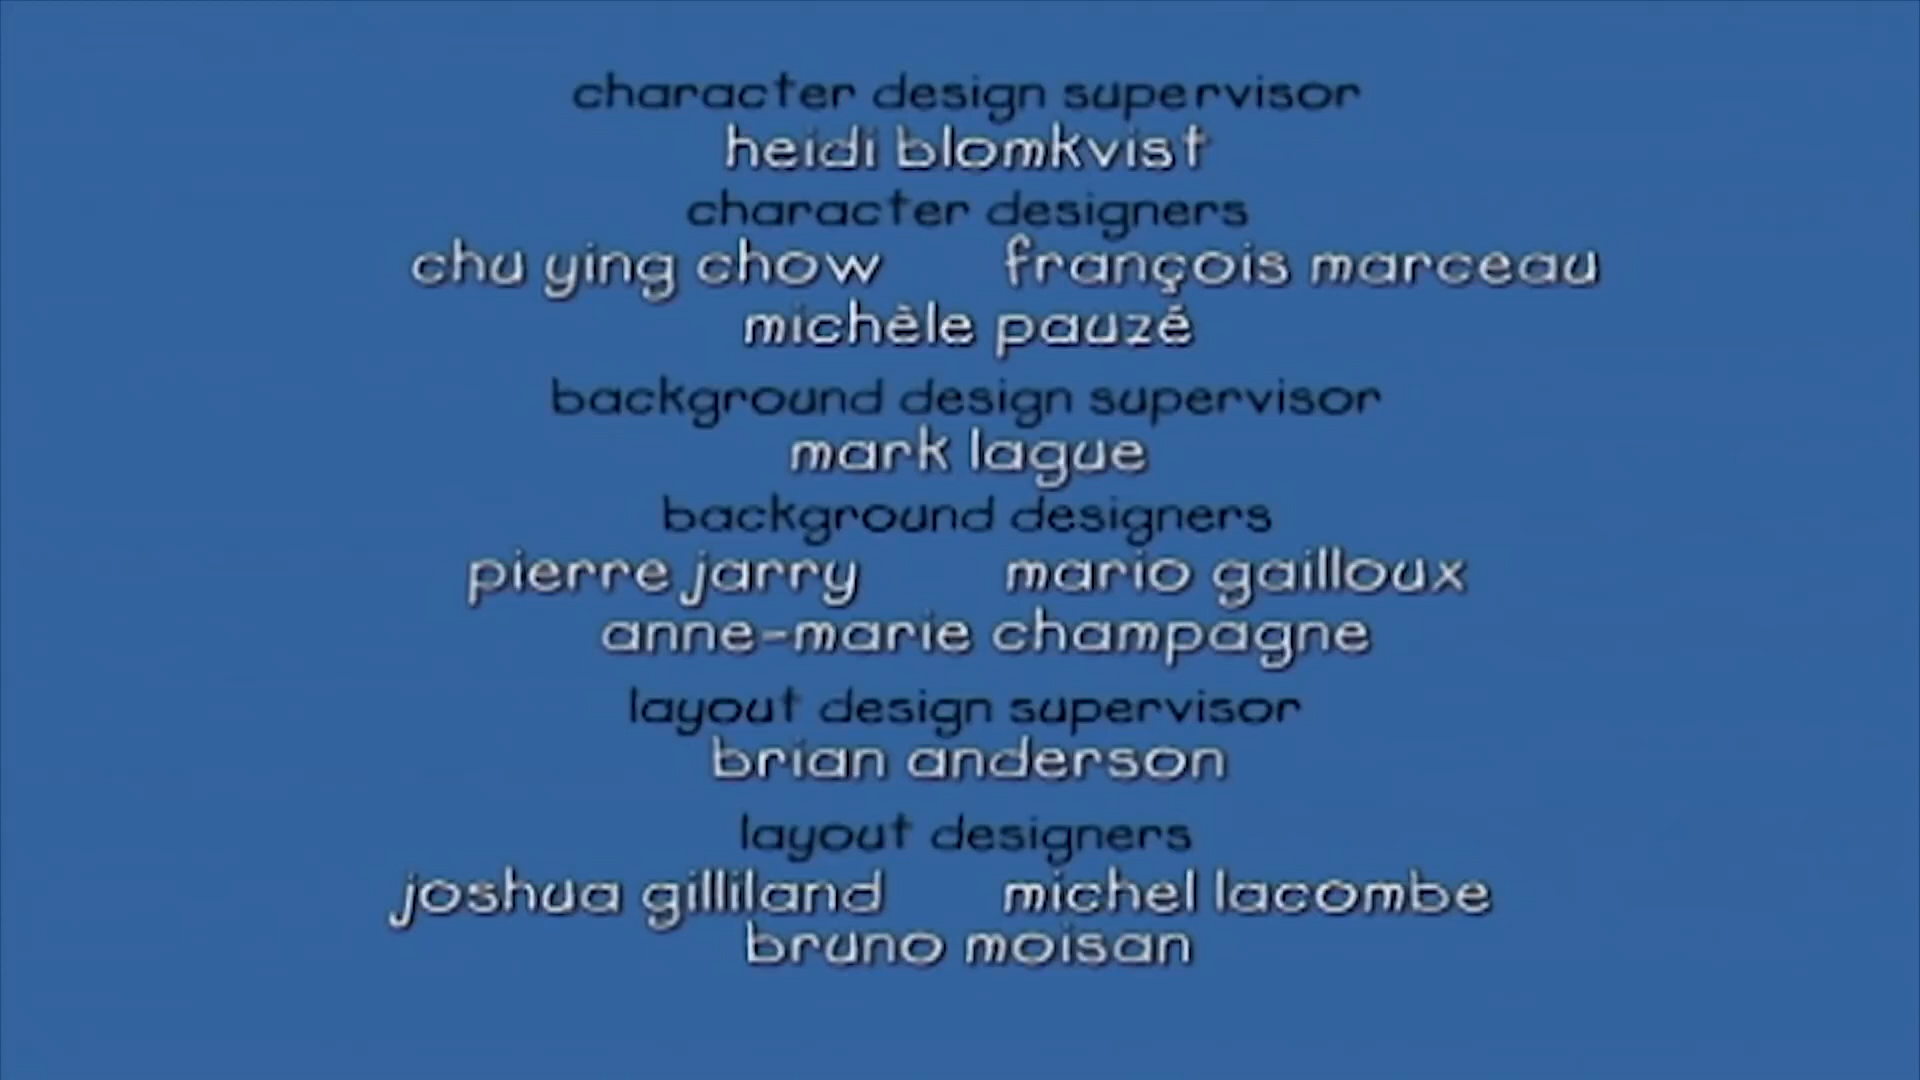 character design supervisor
heidi blomkvist
character designers
chu ying chow françois marceau
michèle pauzé
background design supervisor
mark lague
background designers
pierre jarry mario gailloux
anne-marie champagne
layout design supervisor
brian anderson
layout designers
joshua gilliland michel lacombe
bruno moisan